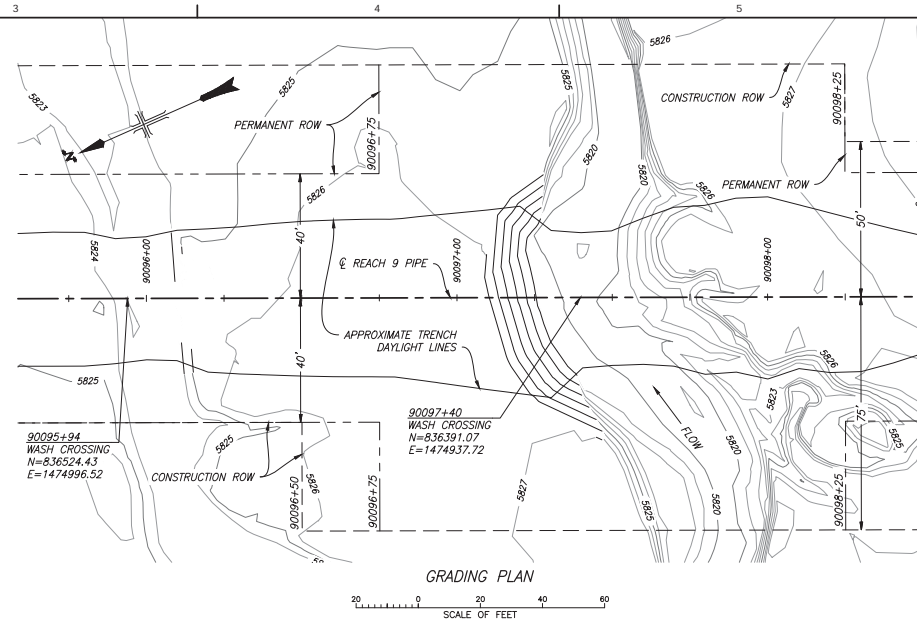 3 4 5
5823
N
5825
PERMANENT ROW
90096+75
5826
5825
5820
5826
5820
5826
CONSTRUCTION ROW
5827
90098+25
PERMANENT ROW
50'
5824
90096+00
40'
℄ REACH 9 PIPE
90097+00
90098+00
APPROXIMATE TRENCH
DAYLIGHT LINES
40'
5825
90095+94
WASH CROSSING
N=836524.43
E=1474996.52
5825
CONSTRUCTION ROW
90096+50
5826
90096+75
90097+40
WASH CROSSING
N=836391.07
E=1474937.72
5827
FLOW
5825
5820
5820
5823
5826
5825
75'
90098+25
GRADING PLAN
20 0 20 40 60
SCALE OF FEET